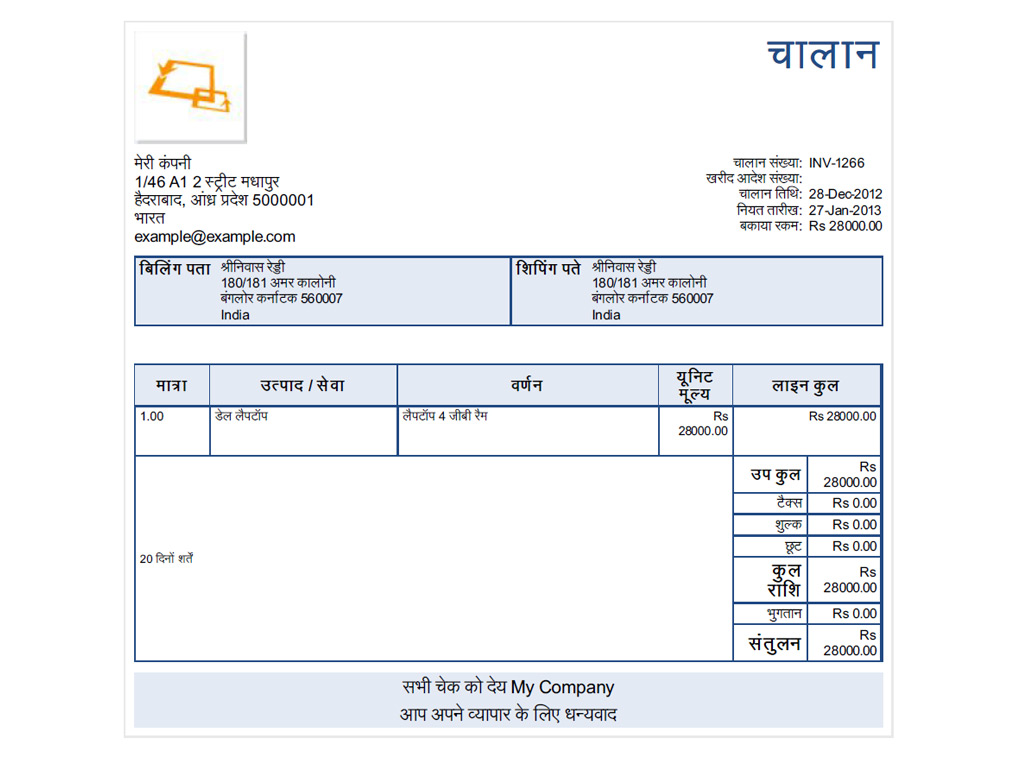 चालान
मेरी कंपनी
1/46 A1 2 स्ट्रीट मधापुर
हैदराबाद, आंध्र प्रदेश 5000001
भारत
example@example.com
चालान संख्या: INV-1266
खरीद आदेश संख्या:
चालान तिथि: 28-Dec-2012
नियत तारीख: 27-Jan-2013
बकाया रकम: Rs 28000.00
बिलिंग पता श्रीनिवास रेड्डी
180/181 अमर कालोनी
बंगलोर कर्नाटक 560007
India
शिपिंग पते श्रीनिवास रेड्डी
180/181 अमर कालोनी
बंगलोर कर्नाटक 560007
India
मात्रा उत्पाद / सेवा वर्णन यूनिट मूल्य लाइन कुल
1.00 डेल लैपटॉप लैपटॉप 4 जीबी रैम Rs 28000.00 Rs 28000.00
उप कुल Rs 28000.00
टैक्स Rs 0.00
शुल्क Rs 0.00
छूट Rs 0.00
20 दिनों शर्तें
कुल राशि Rs 28000.00
भुगतान Rs 0.00
संतुलन Rs 28000.00
सभी चेक को देय My Company
आप अपने व्यापार के लिए धन्यवाद